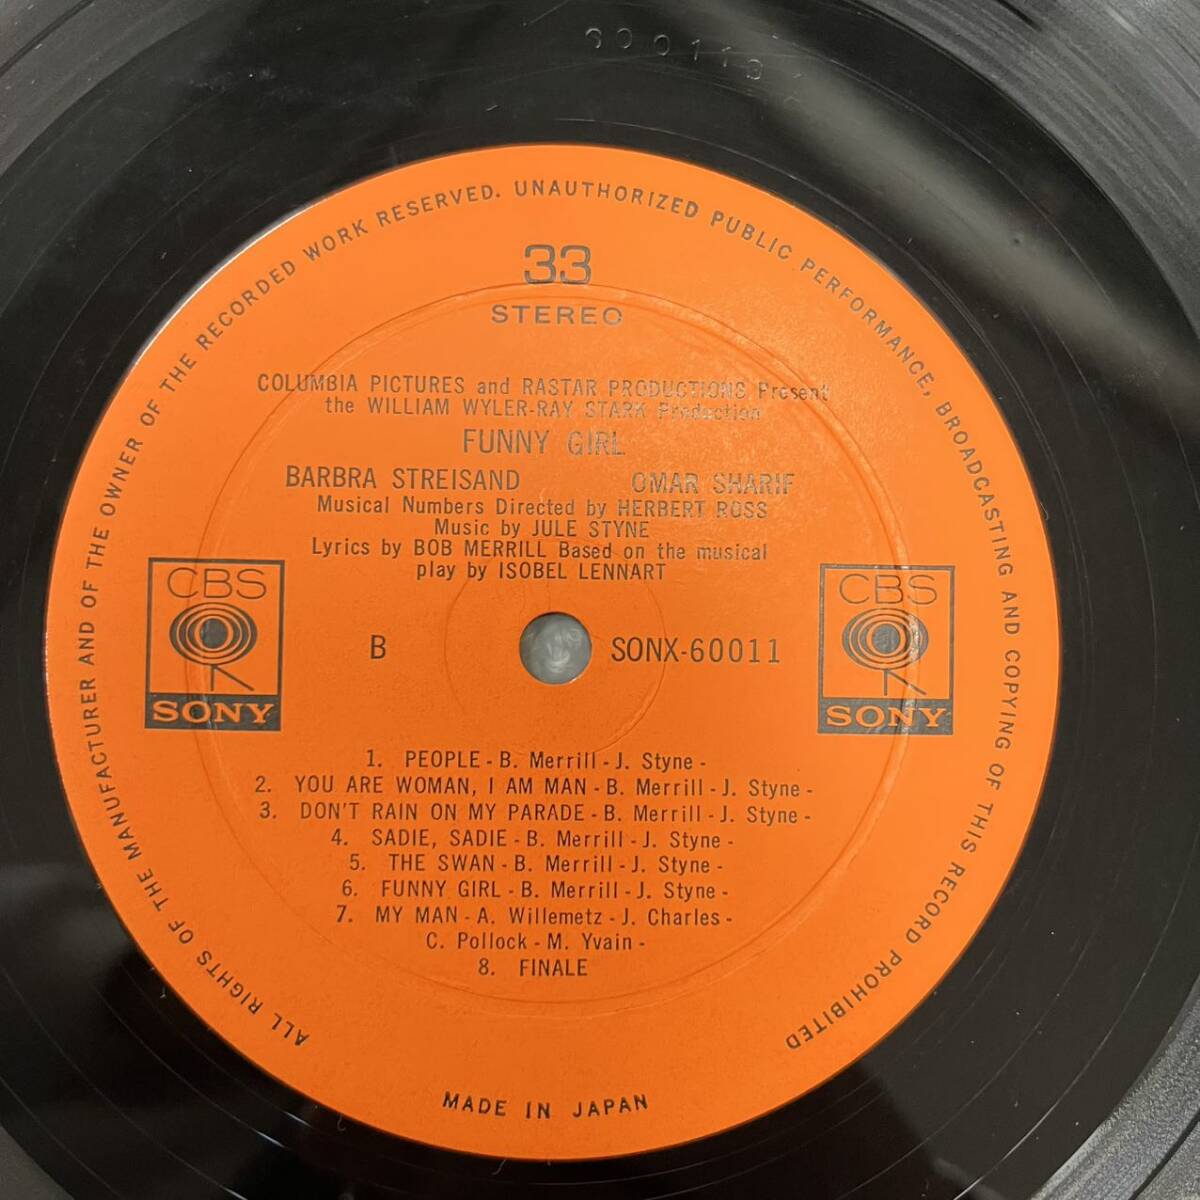 ALL RIGHTS OF THE MANUFACTURER AND OF THE OWNER OF THE RECORDED WORK RESERVED. UNAUTHORIZED PUBLIC PERFORMANCE, BROADCASTING AND COPYING OF THIS RECORD PROHIBITED
33
STEREO
COLUMBIA PICTURES and RASTAR PRODUCTIONS Present
the WILLIAM WYLER-RAY STARK Production
FUNNY GIRL
BARBRA STREISAND OMAR SHARIF
Musical Numbers Directed by HERBERT ROSS
Music by JULE STYNE
Lyrics by BOB MERRILL Based on the musical
play by ISOBEL LENNART
CBS
SONY
B
SONX-60011
CBS
SONY
1. PEOPLE - B. Merrill - J. Styne -
2. YOU ARE WOMAN, I AM MAN - B. Merrill - J. Styne -
3. DON'T RAIN ON MY PARADE - B. Merrill - J. Styne -
4. SADIE, SADIE - B. Merrill - J. Styne -
5. THE SWAN - B. Merrill - J. Styne -
6. FUNNY GIRL - B. Merrill - J. Styne -
7. MY MAN - A. Willemetz - J. Charles -
C. Pollock - M. Yvain -
8. FINALE
MADE IN JAPAN